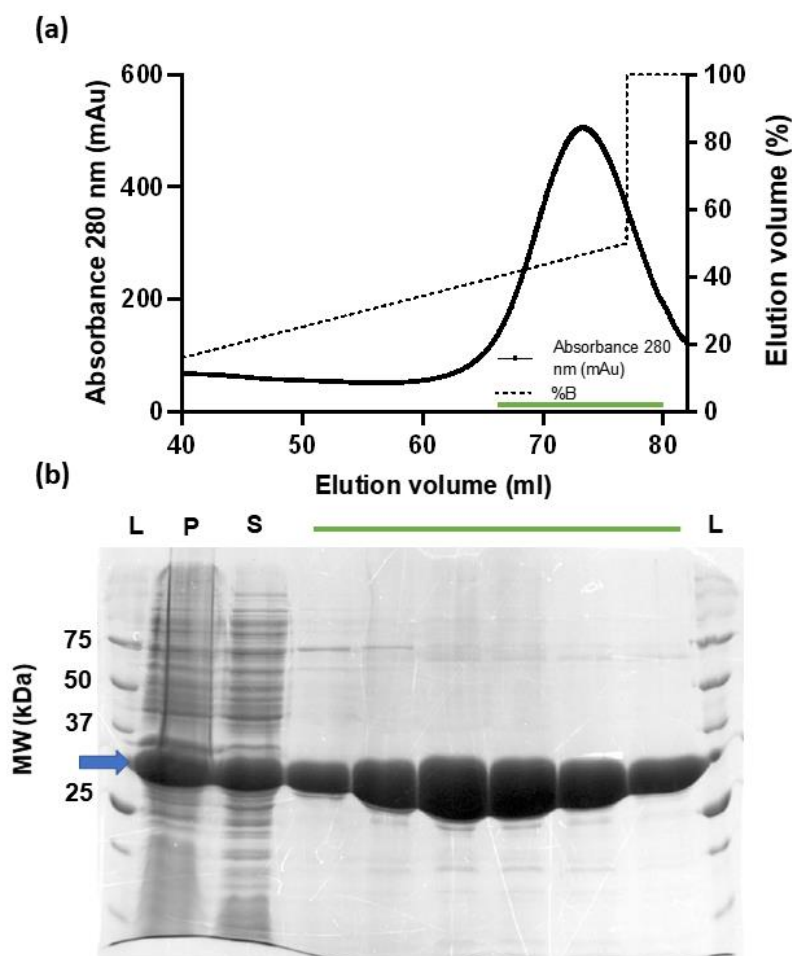 (a)
600
400
200
0
Absorbance 280 nm (mAu)
100
80
60
40
20
0
Elution volume (%)
Absorbance 280
nm (mAu)
%B
40 50 60 70 80
Elution volume (ml)
(b)
L P S L
75
50
37
25
MW (kDa)